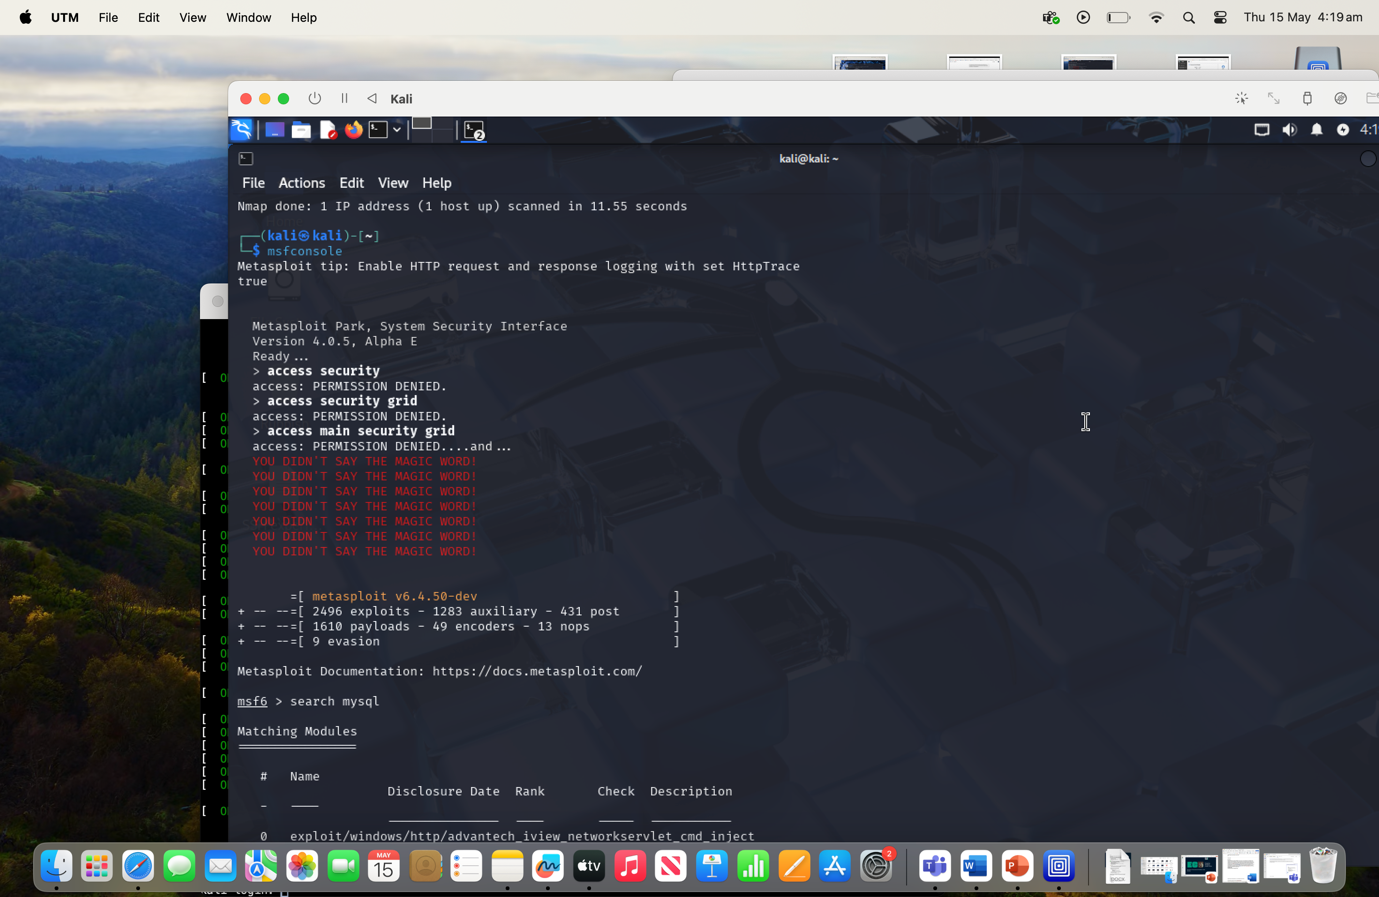 UTM File Edit View Window Help Thu 15 May 4:19 am
Kali
2
kali@kali: ~
File Actions Edit View Help
Nmap done: 1 IP address (1 host up) scanned in 11.55 seconds
┌──(kali㉿kali)-[~]
└─$ msfconsole
Metasploit tip: Enable HTTP request and response logging with set HttpTrace
true
Metasploit Park, System Security Interface
Version 4.0.5, Alpha E
Ready...
> access security
access: PERMISSION DENIED.
> access security grid
access: PERMISSION DENIED.
> access main security grid
access: PERMISSION DENIED....and...
YOU DIDN'T SAY THE MAGIC WORD!
YOU DIDN'T SAY THE MAGIC WORD!
YOU DIDN'T SAY THE MAGIC WORD!
YOU DIDN'T SAY THE MAGIC WORD!
YOU DIDN'T SAY THE MAGIC WORD!
YOU DIDN'T SAY THE MAGIC WORD!
YOU DIDN'T SAY THE MAGIC WORD!
=[ metasploit v6.4.50-dev ]
+ -- --=[ 2496 exploits - 1283 auxiliary - 431 post ]
+ -- --=[ 1610 payloads - 49 encoders - 13 nops ]
+ -- --=[ 9 evasion ]
Metasploit Documentation: https://docs.metasploit.com/
msf6 > search mysql
Matching Modules
# Name
Disclosure Date Rank Check Description
0 exploit/windows/http/advantech_iview_networkservlet_cmd_inject
MAY
15
tv
2